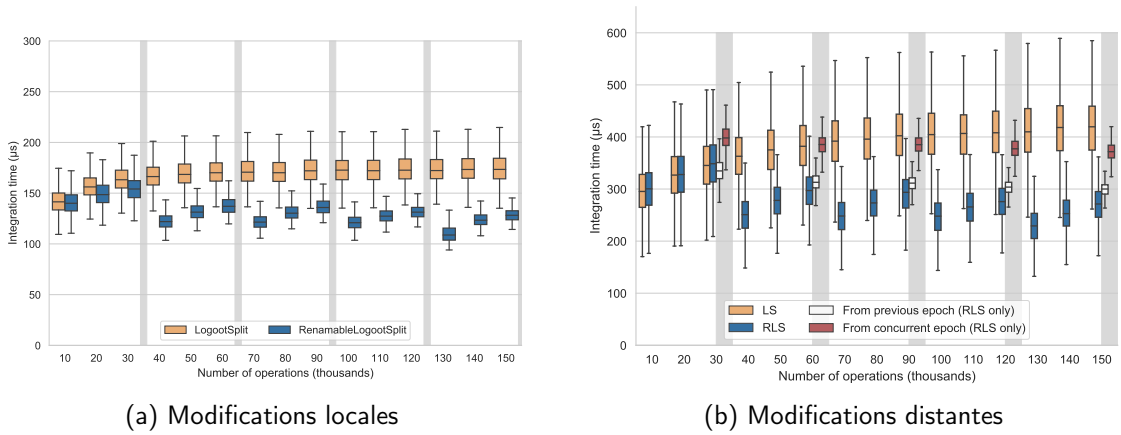 300
250
200
150
100
50
0
Integration time (μs)
10 20 30 40 50 60 70 80 90 100 110 120 130 140 150
Number of operations (thousands)
LogootSplit RenamableLogootSplit
(a) Modifications locales
600
500
400
300
200
100
0
Integration time (μs)
LS From previous epoch (RLS only)
RLS From concurrent epoch (RLS only)
10 20 30 40 50 60 70 80 90 100 110 120 130 140 150
Number of operations (thousands)
(b) Modifications distantes